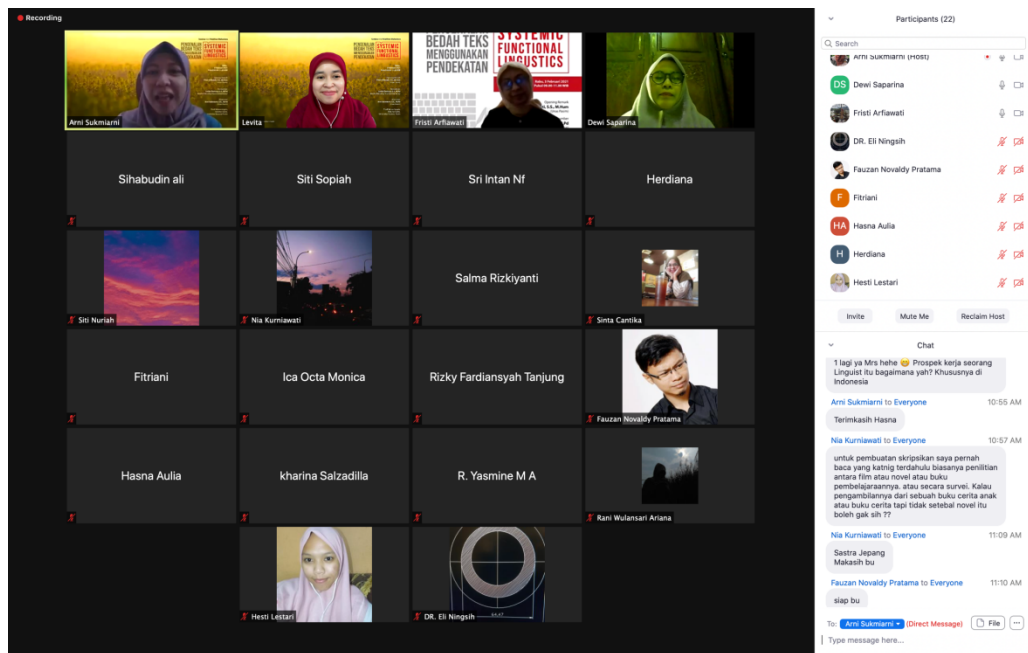 Recording
BEDAH TEKS
MENGGUNAKAN
PENDEKATAN
SYSTEMIC
FUNCTIONAL
LINGUISTICS
Arni Sukmiarni
Levita
Fristi Arfiawati
Dewi Saparina
Sihabudin ali
Siti Sopiah
Sri Intan Nf
Herdiana
Siti Nuriah
Nia Kurniawati
Salma Rizkiyanti
Sinta Cantika
Fitriani
Ica Octa Monica
Rizky Fardiansyah Tanjung
Fauzan Novaldy Pratama
Hasna Aulia
kharina Salzadilla
R. Yasmine M A
Rani Wulansari Ariana
Hesti Lestari
DR. Eli Ningsih
Participants (22)
Search
Arni Sukmiarni (Host)
DS Dewi Saparina
Fristi Arfiawati
DR. Eli Ningsih
Fauzan Novaldy Pratama
F Fitriani
HA Hasna Aulia
H Herdiana
Hesti Lestari
Invite Mute Me Reclaim Host
Chat
1 lagi ya Mrs hehe 😁 Prospek kerja seorang
Linguist itu bagaimana yah? Khususnya di
Indonesia
Arni Sukmiarni to Everyone 10:55 AM
Terimkasih Hasna
Nia Kurniawati to Everyone 10:57 AM
untuk pembuatan skripsikan saya pernah
baca yang katnig terdahulu biasanya penilitian
antara film atau novel atau buku
pembelajaraannya. atau secara survei. Kalau
pengambilannya dari sebuah buku cerita anak
atau buku cerita tapi tidak setebal novel itu
boleh gak sih ??
Nia Kurniawati to Everyone 11:09 AM
Sastra Jepang
Makasih bu
Fauzan Novaldy Pratama to Everyone 11:10 AM
siap bu
To: Arni Sukmiarni (Direct Message) File
Type message here...